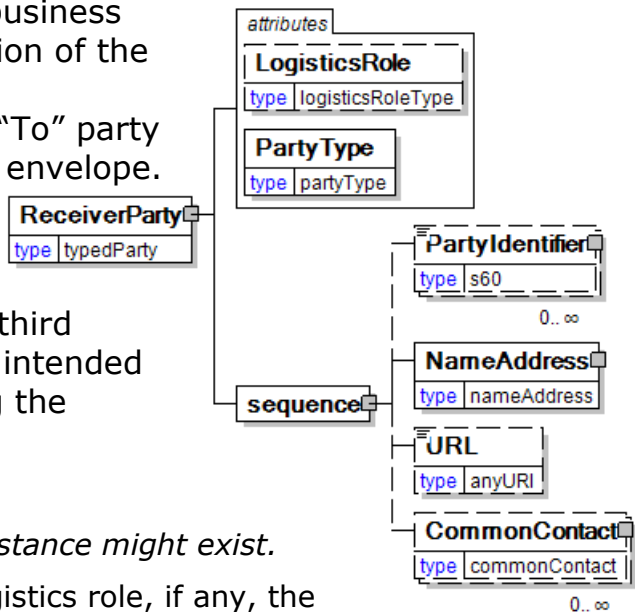 business
ion of the
“To” party
envelope.
third
intended
g the
stance might exist.
gistics role, if any, the
attributes
LogisticsRole
type logisticsRoleType
PartyType
type partyType
ReceiverParty
type typedParty
sequence
PartyIdentifier
type s60
0.. ∞
NameAddress
type nameAddress
URL
type anyURI
CommonContact
type commonContact
0.. ∞